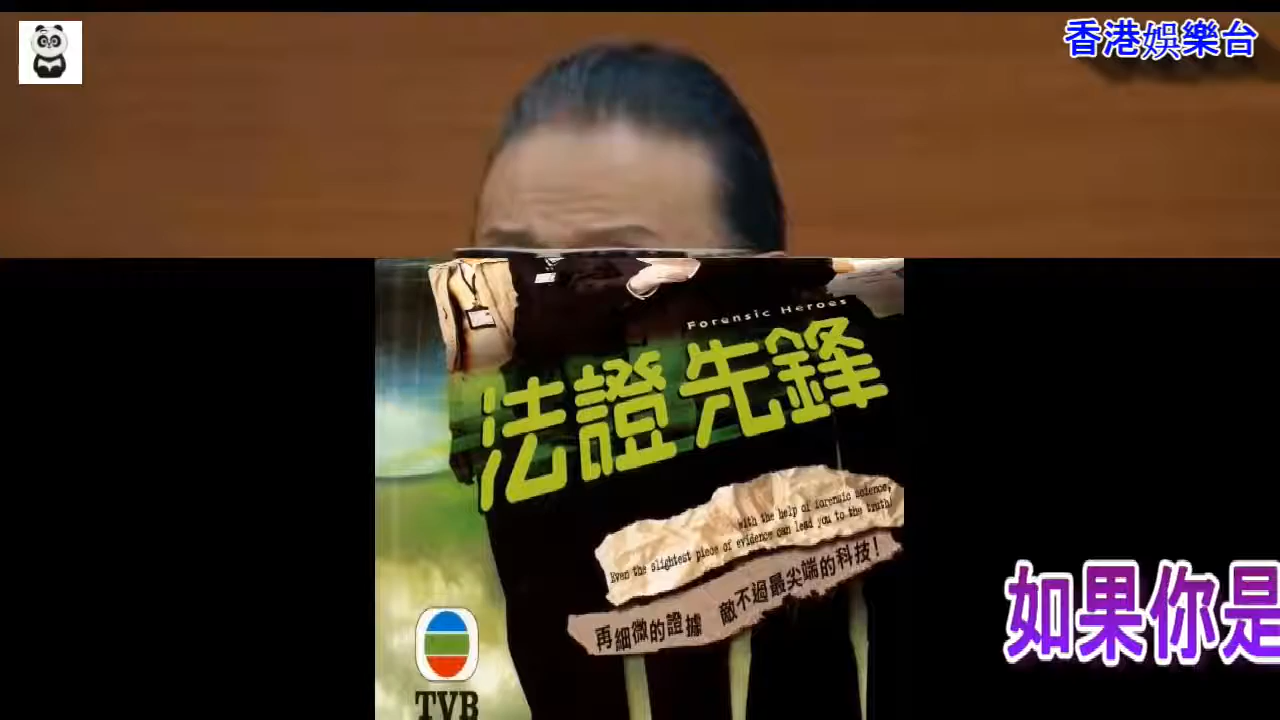 香港娛樂台
Forensic Heroes
法證先鋒
With the help of forensic science,
Even the slightest piece of evidence can lead you to the truth!
再細微的證據 敵不過最尖端的科技！
如果你是
TVB